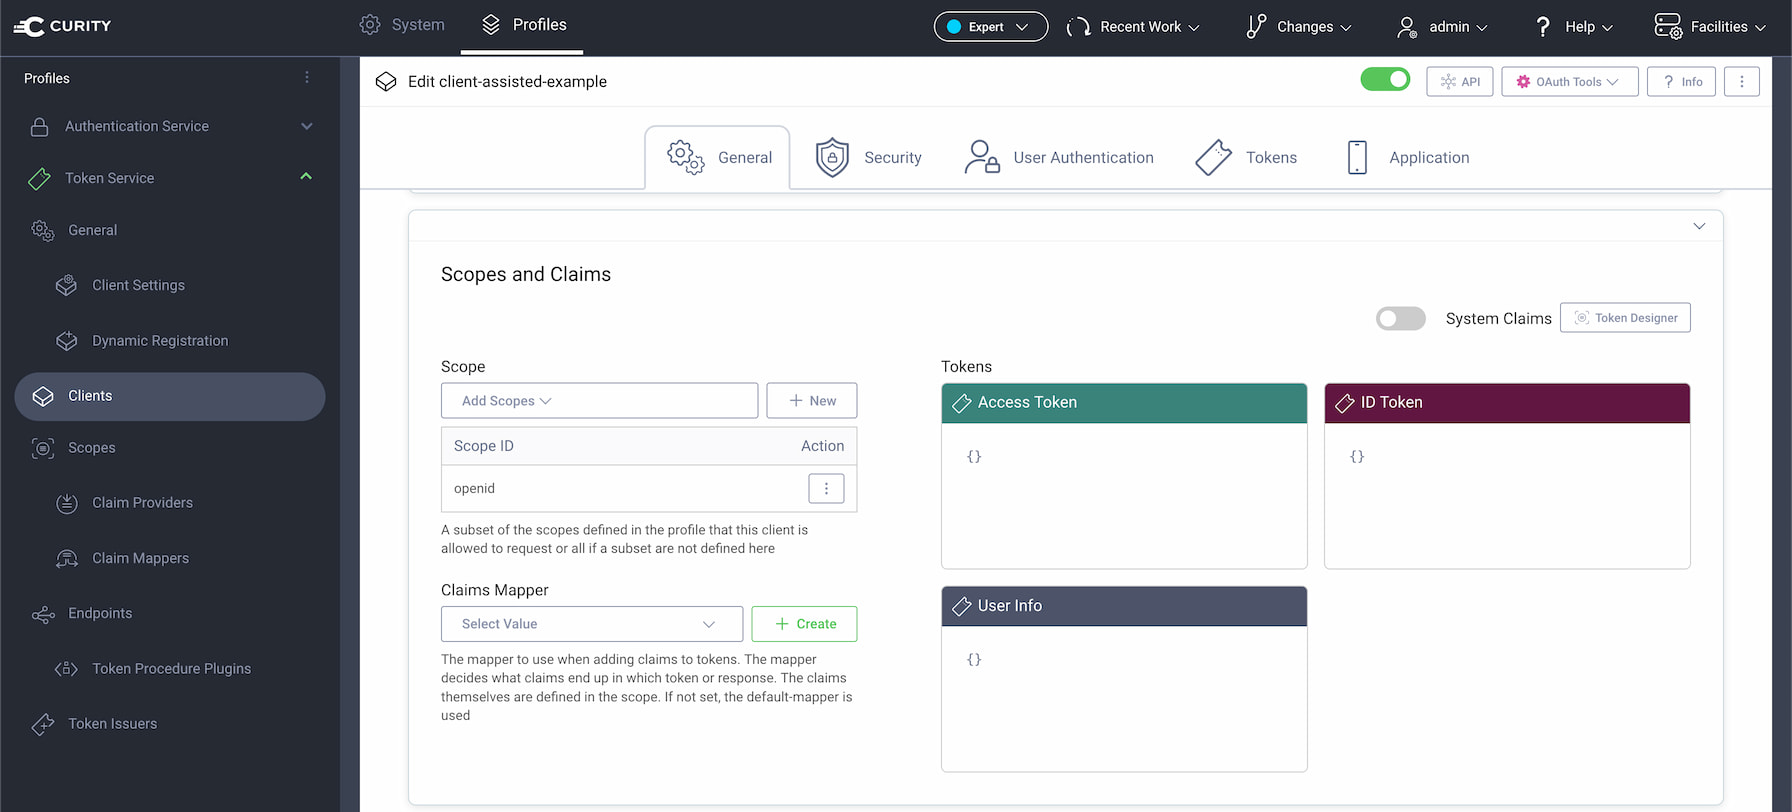 CURITY
System
Profiles
Expert
Recent Work
Changes
admin
? Help
Facilities
Profiles
Authentication Service
Token Service
General
Client Settings
Dynamic Registration
Clients
Scopes
Claim Providers
Claim Mappers
Endpoints
Token Procedure Plugins
Token Issuers
Edit client-assisted-example
API
OAuth Tools
? Info
General
Security
User Authentication
Tokens
Application
Scopes and Claims
System Claims
Token Designer
Scope
Add Scopes
+ New
Scope ID
Action
openid
A subset of the scopes defined in the profile that this client is
allowed to request or all if a subset are not defined here
Claims Mapper
Select Value
+ Create
The mapper to use when adding claims to tokens. The mapper
decides what claims end up in which token or response. The claims
themselves are defined in the scope. If not set, the default-mapper is
used
Tokens
Access Token
{}
ID Token
{}
User Info
{}